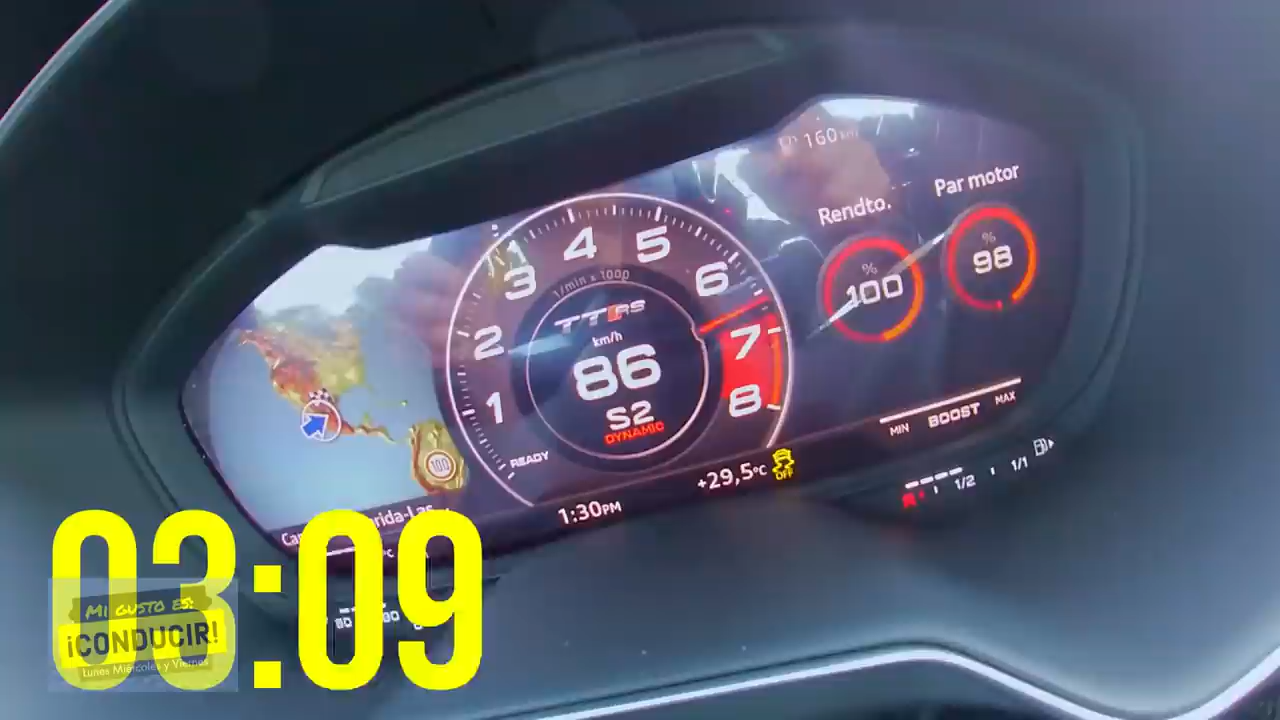 160 km
Rendto.
Par motor
%
100
%
98
1 2 3 4 5 6 7 8
1/min x 1000
TTRS
km/h
86
S2
DYNAMIC
READY
100
MIN BOOST MAX
+29,5°C
OFF
1:30PM
1/2 1/1
03:09
MI GUSTO ES:
¡CONDUCIR!
Lunes Miércoles y Viernes